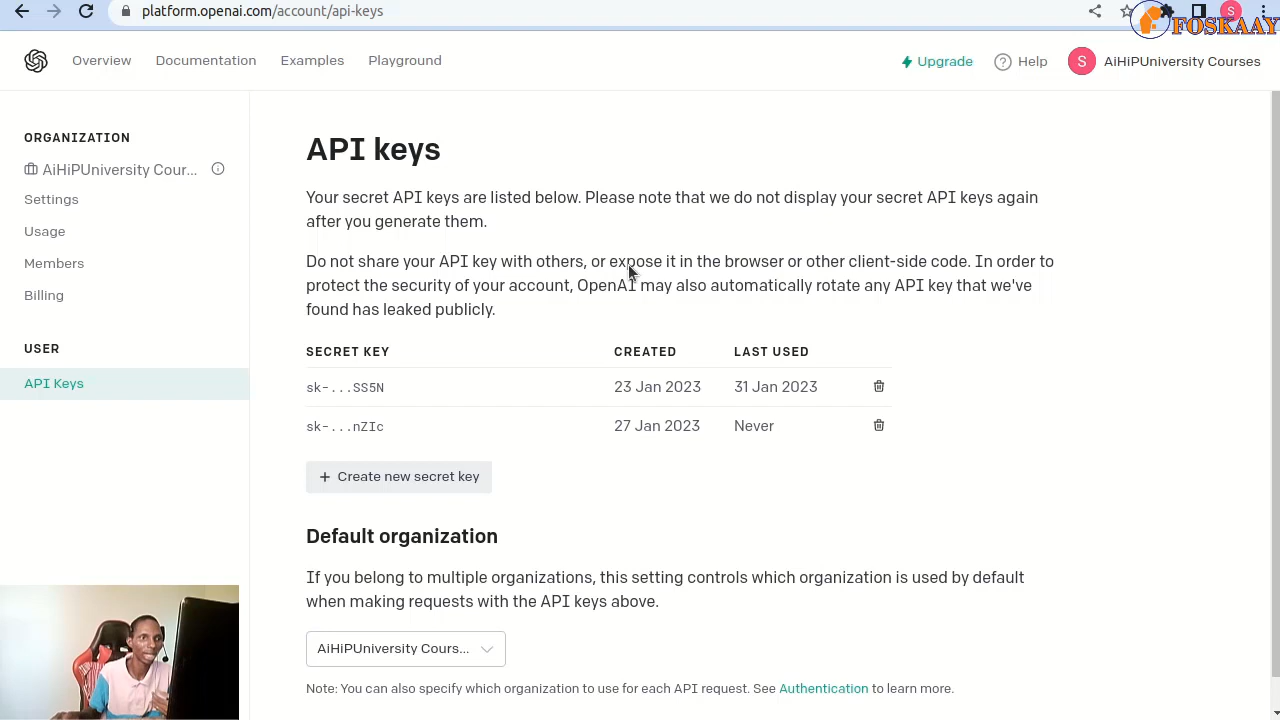 platform.openai.com/account/api-keys
S
FOSKAAY
Overview
Documentation
Examples
Playground
Upgrade
Help
S
AiHiPUniversity Courses
ORGANIZATION
AiHiPUniversity Cour...
Settings
Usage
Members
Billing
USER
API Keys
API keys
Your secret API keys are listed below. Please note that we do not display your secret API keys again
after you generate them.
Do not share your API key with others, or expose it in the browser or other client-side code. In order to
protect the security of your account, OpenAI may also automatically rotate any API key that we've
found has leaked publicly.
SECRET KEY CREATED LAST USED
sk-...SS5N 23 Jan 2023 31 Jan 2023
sk-...nZIc 27 Jan 2023 Never
+ Create new secret key
Default organization
If you belong to multiple organizations, this setting controls which organization is used by default
when making requests with the API keys above.
AiHiPUniversity Cours...
Note: You can also specify which organization to use for each API request. See Authentication to learn more.